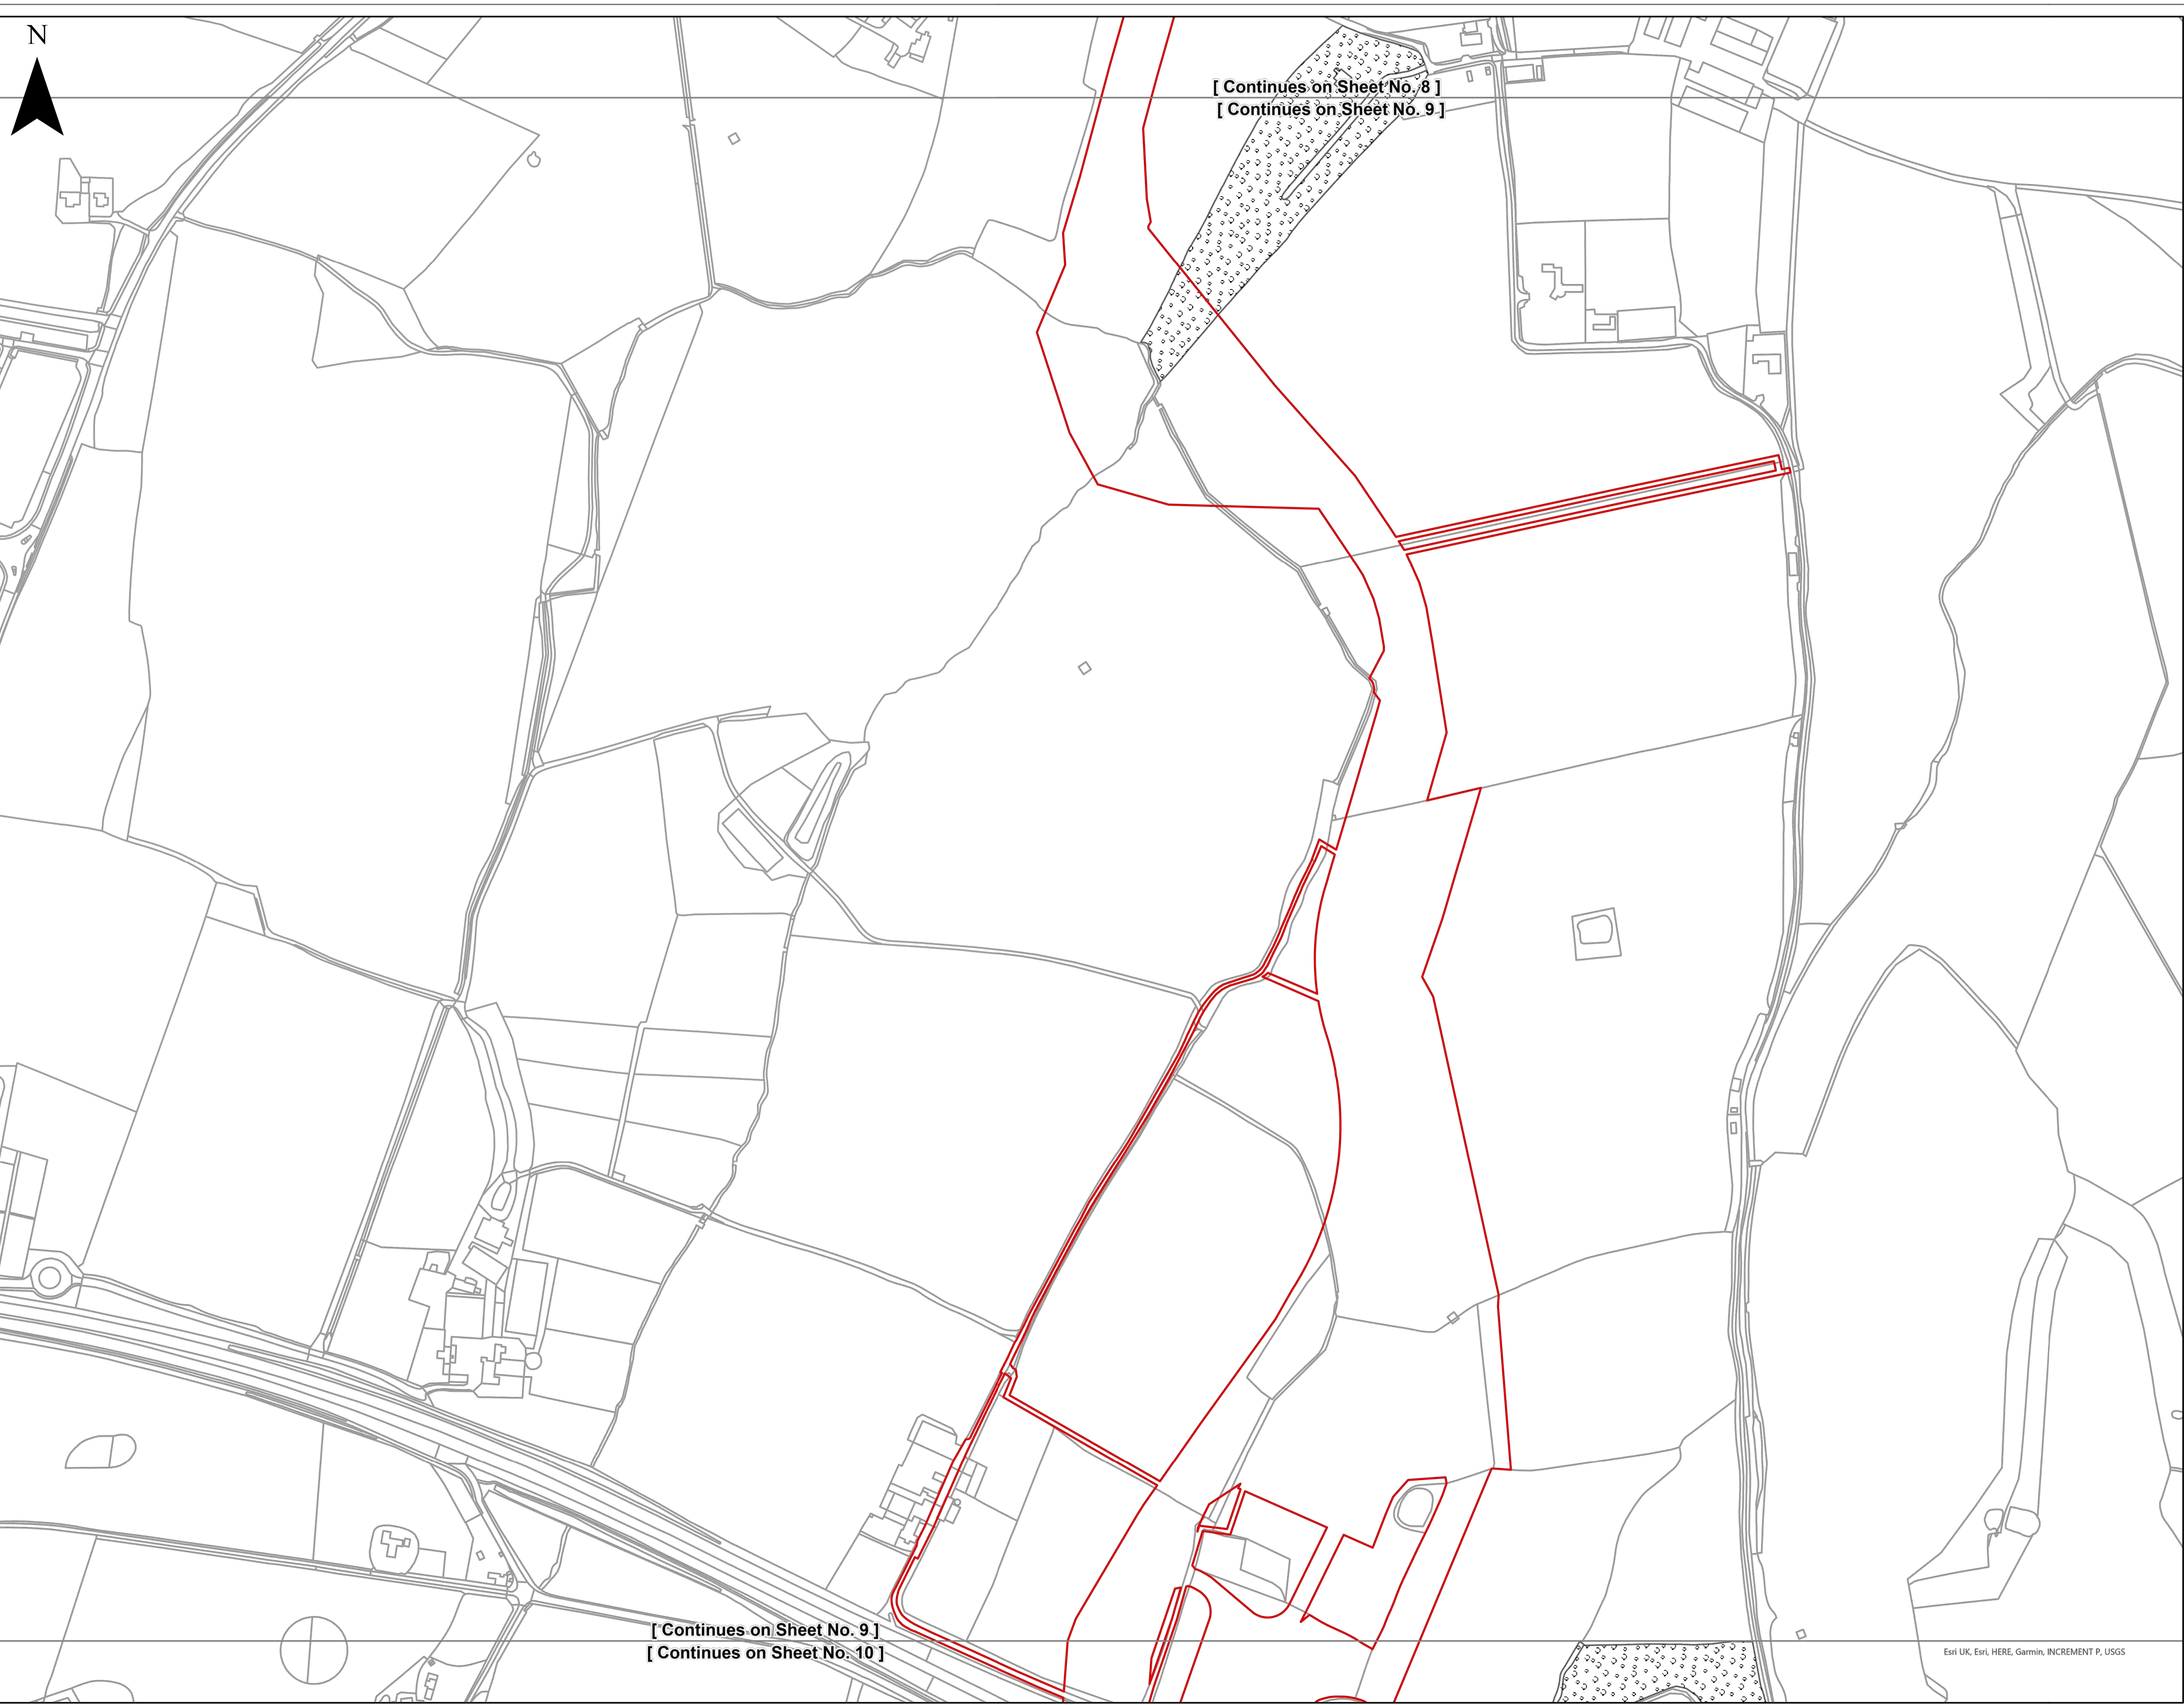 N
[ Continues on Sheet No. 8 ]
[ Continues on Sheet No. 9 ]
[ Continues on Sheet No. 9 ]
[ Continues on Sheet No. 10 ]
Esri UK, Esri, HERE, Garmin, INCREMENT P, USGS